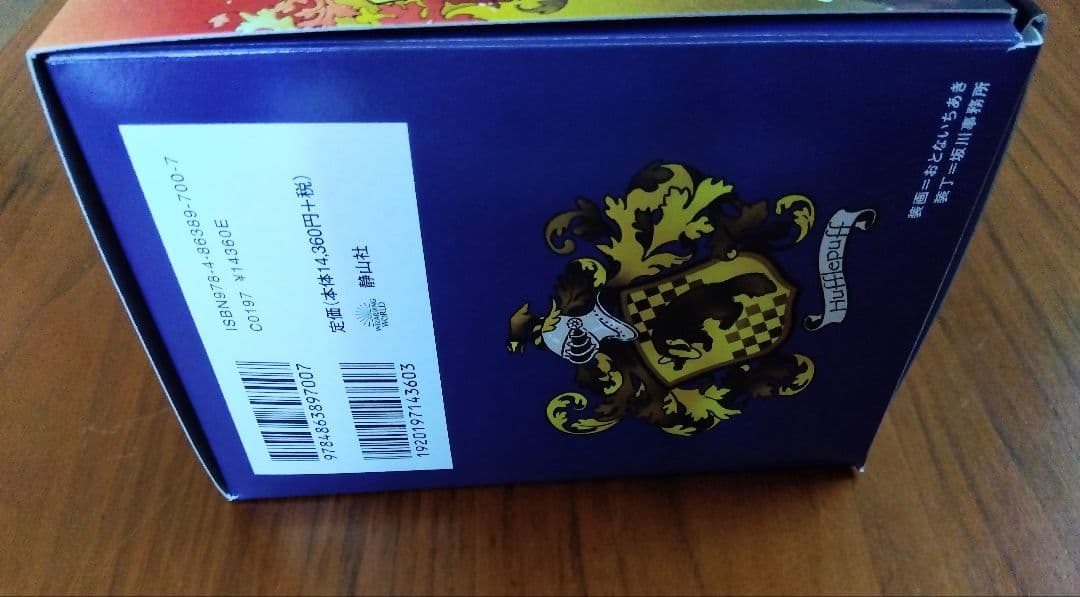 装画=おとないちあき
装丁=坂川事務所
Hufflepuff
ISBN978-4-86389-700-7
C0197 ¥14360E
定価(本体14,360円+税)
WIZARDING
WORLD
静山社
9784863897007
1920197143603